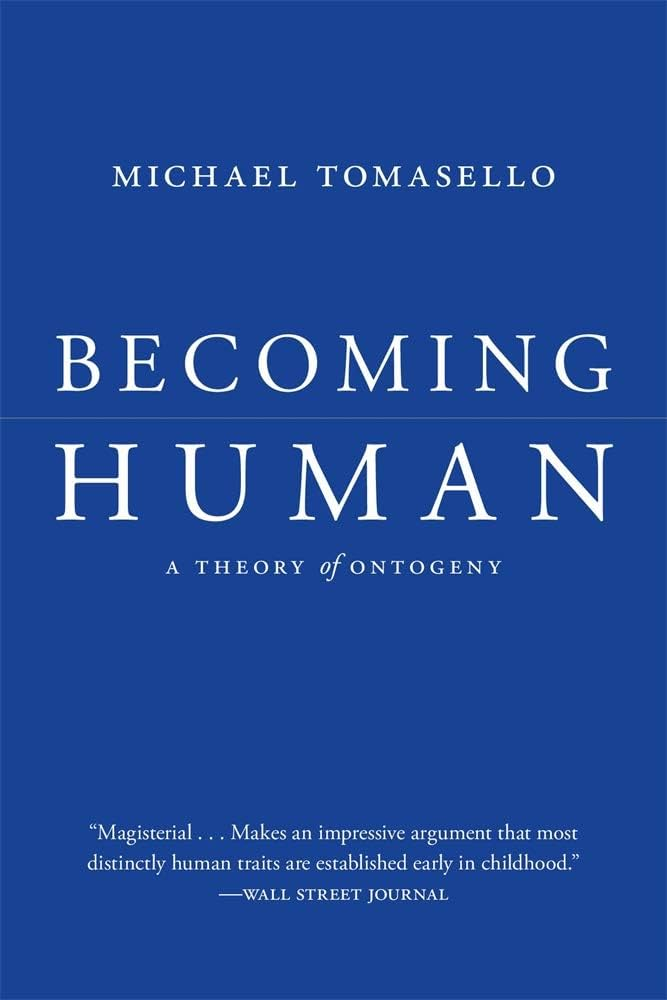 MICHAEL TOMASELLO
BECOMING
HUMAN
A THEORY of ONTOGENY
“Magisterial . . . Makes an impressive argument that most
distinctly human traits are established early in childhood.”
—WALL STREET JOURNAL